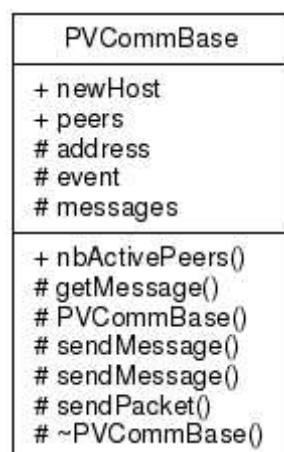 PVCommBase
+ newHost
+ peers
# address
# event
# messages
+ nbActivePeers()
# getMessage()
# PVCommBase()
# sendMessage()
# sendMessage()
# sendPacket()
# ~PVCommBase()